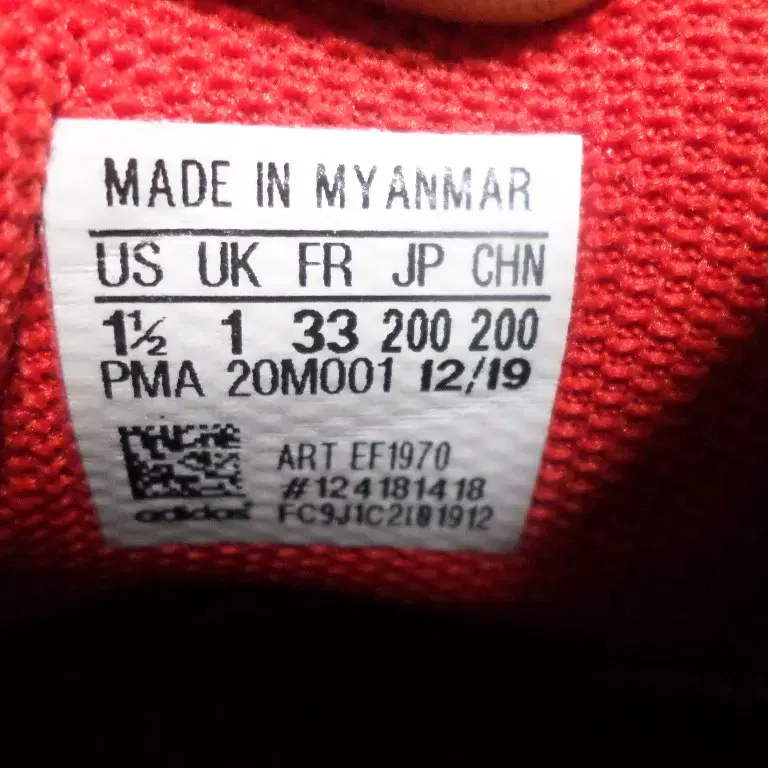 MADE IN MYANMAR
US UK FR JP CHN
1½ 1 33 200 200
PMA 20M001 12/19
ART EF1970
#124181418
adidas FC9J1C2I81912